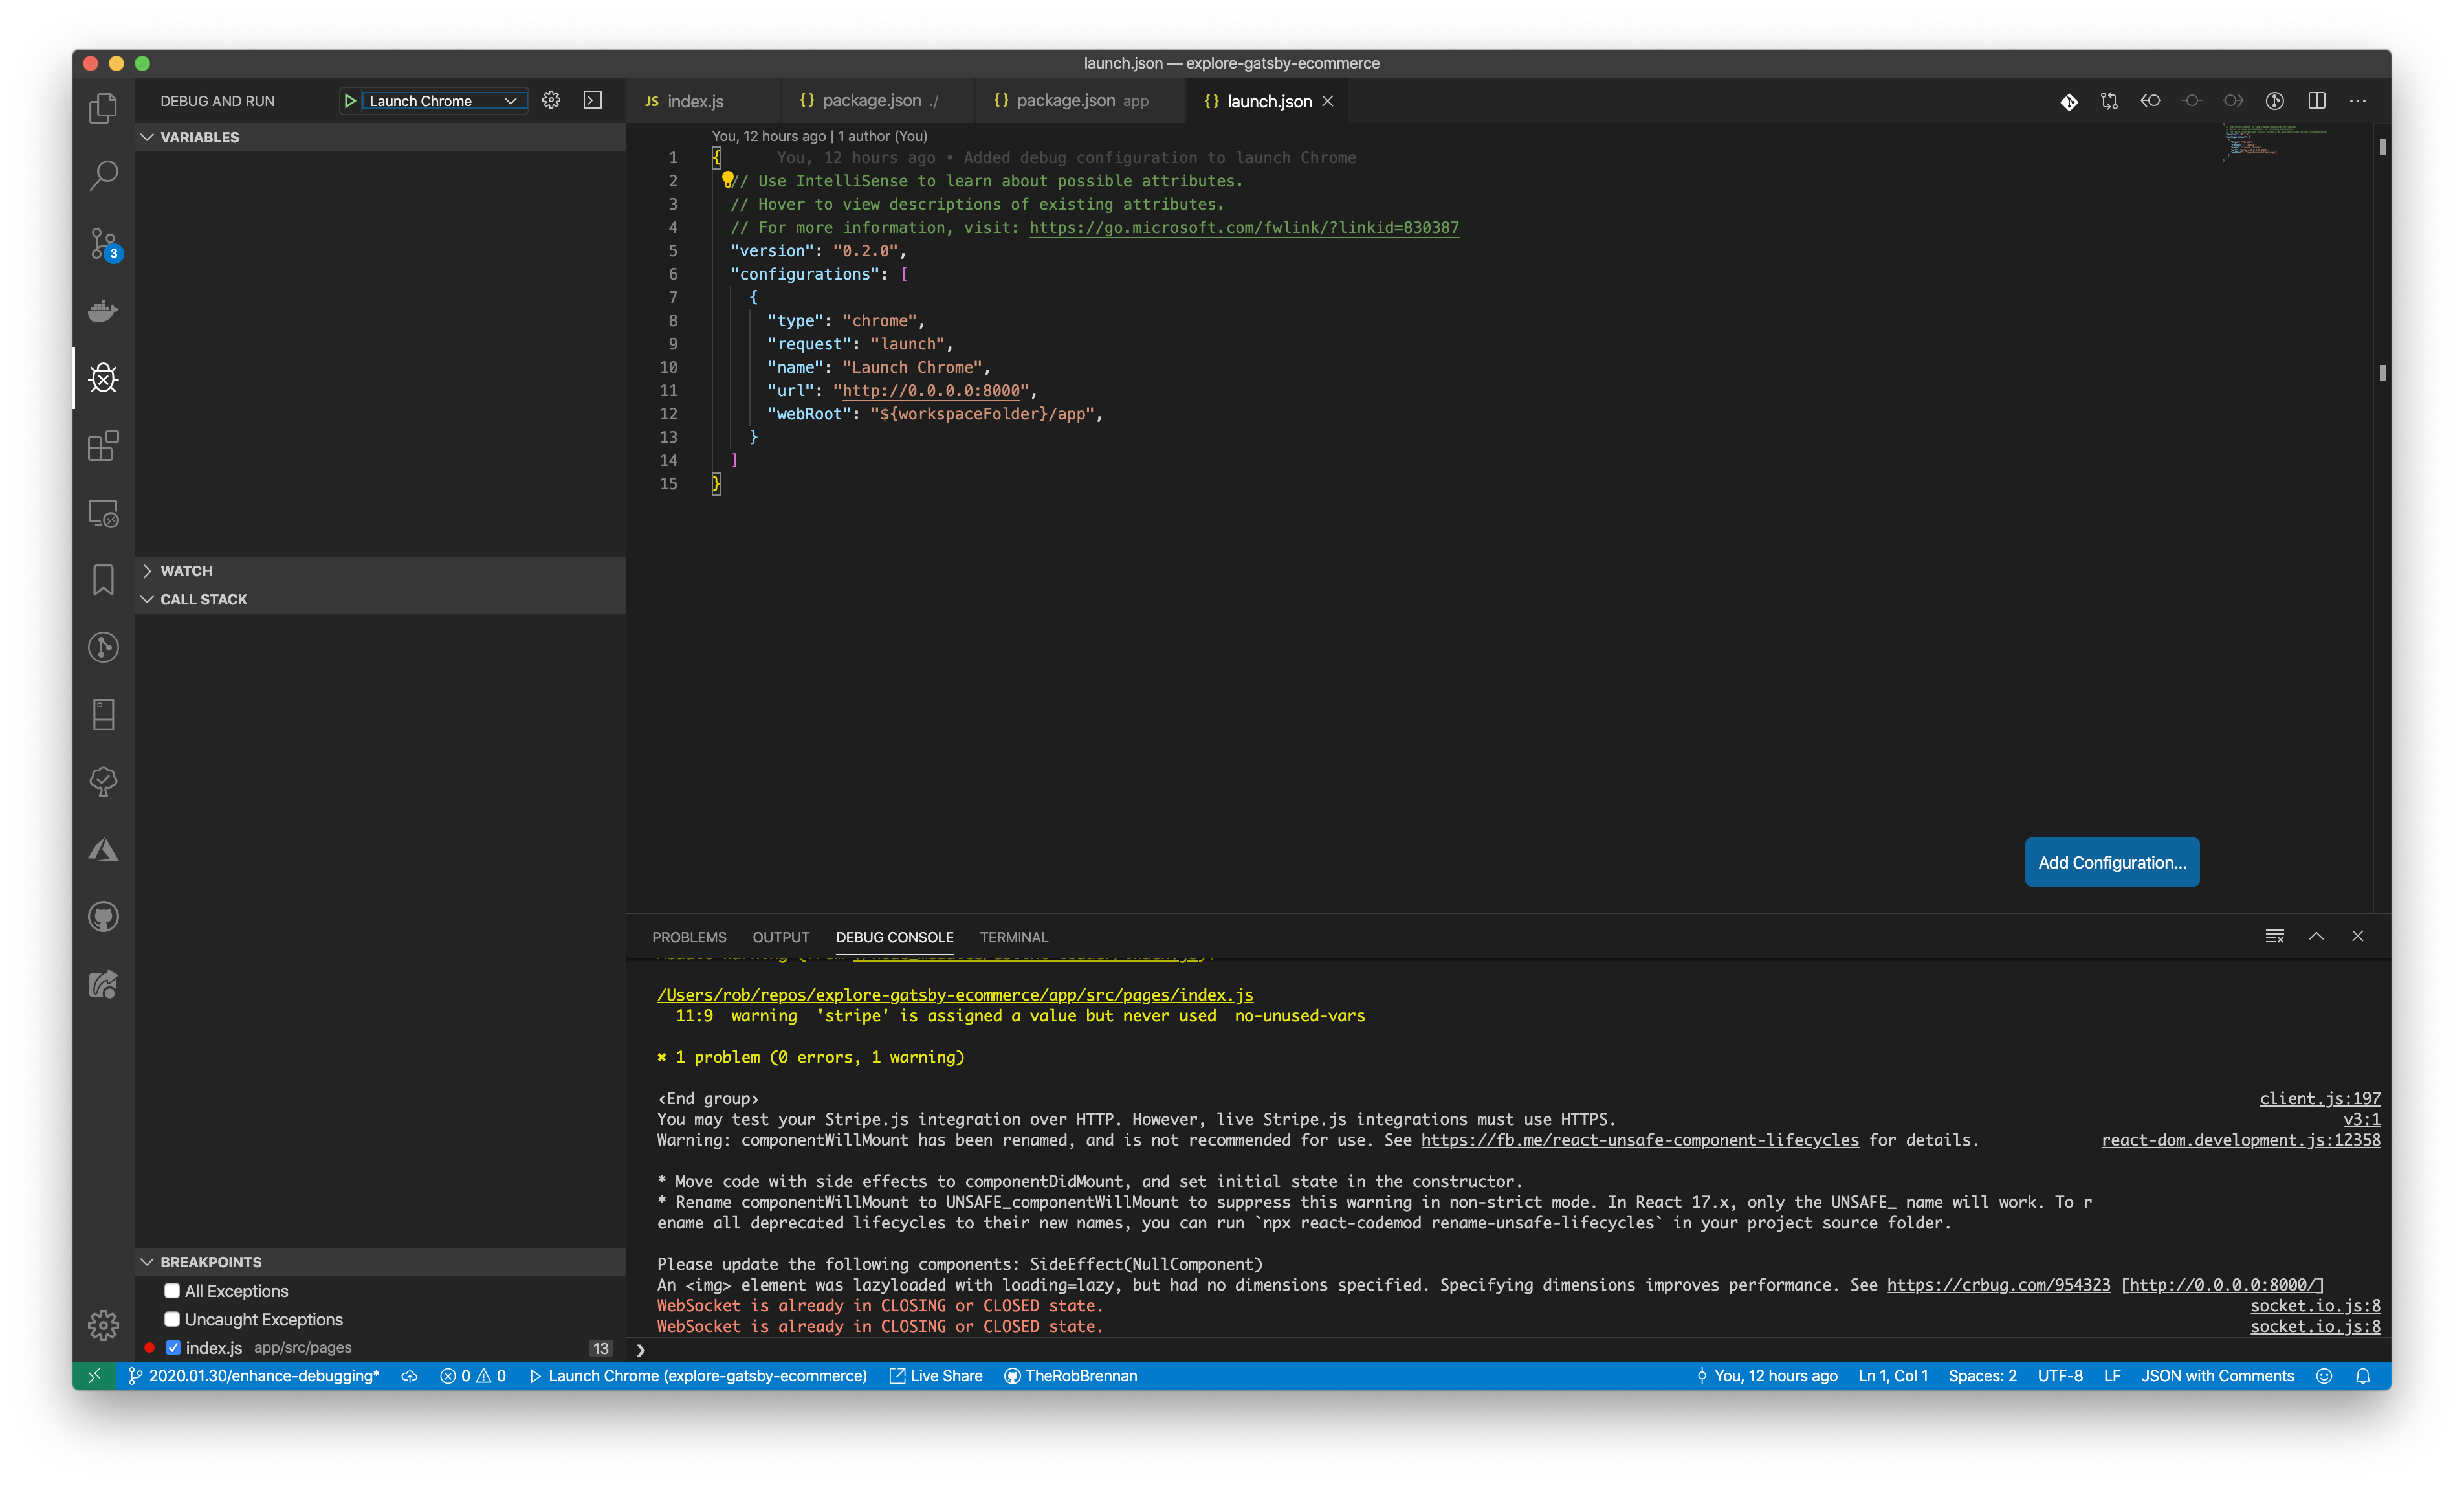 launch.json — explore-gatsby-ecommerce
DEBUG AND RUN
Launch Chrome
JS index.js
{} package.json ./
{} package.json app
{} launch.json
VARIABLES
You, 12 hours ago | 1 author (You)
1 { You, 12 hours ago • Added debug configuration to launch Chrome
2 // Use IntelliSense to learn about possible attributes.
3 // Hover to view descriptions of existing attributes.
4 // For more information, visit: https://go.microsoft.com/fwlink/?linkid=830387
5 "version": "0.2.0",
6 "configurations": [
7 {
8 "type": "chrome",
9 "request": "launch",
10 "name": "Launch Chrome",
11 "url": "http://0.0.0.0:8000",
12 "webRoot": "${workspaceFolder}/app",
13 }
14 ]
15 }
3
WATCH
CALL STACK
Add Configuration...
PROBLEMS OUTPUT DEBUG CONSOLE TERMINAL
/Users/rob/repos/explore-gatsby-ecommerce/app/src/pages/index.js
11:9 warning 'stripe' is assigned a value but never used no-unused-vars
✖ 1 problem (0 errors, 1 warning)
<End group> client.js:197
You may test your Stripe.js integration over HTTP. However, live Stripe.js integrations must use HTTPS. v3:1
Warning: componentWillMount has been renamed, and is not recommended for use. See https://fb.me/react-unsafe-component-lifecycles for details. react-dom.development.js:12358
* Move code with side effects to componentDidMount, and set initial state in the constructor.
* Rename componentWillMount to UNSAFE_componentWillMount to suppress this warning in non-strict mode. In React 17.x, only the UNSAFE_ name will work. To r
ename all deprecated lifecycles to their new names, you can run `npx react-codemod rename-unsafe-lifecycles` in your project source folder.
Please update the following components: SideEffect(NullComponent)
An <img> element was lazyloaded with loading=lazy, but had no dimensions specified. Specifying dimensions improves performance. See https://crbug.com/954323 [http://0.0.0.0:8000/]
WebSocket is already in CLOSING or CLOSED state. socket.io.js:8
WebSocket is already in CLOSING or CLOSED state. socket.io.js:8
BREAKPOINTS
All Exceptions
Uncaught Exceptions
index.js app/src/pages 13
2020.01.30/enhance-debugging* 0 0 Launch Chrome (explore-gatsby-ecommerce) Live Share TheRobBrennan You, 12 hours ago Ln 1, Col 1 Spaces: 2 UTF-8 LF JSON with Comments